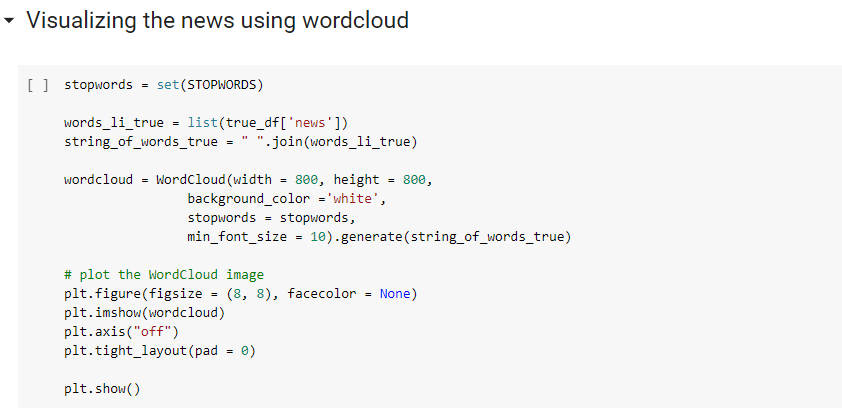 Visualizing the news using wordcloud
[ ] stopwords = set(STOPWORDS)
words_li_true = list(true_df['news'])
string_of_words_true = " ".join(words_li_true)
wordcloud = WordCloud(width = 800, height = 800,
background_color ='white',
stopwords = stopwords,
min_font_size = 10).generate(string_of_words_true)
# plot the WordCloud image
plt.figure(figsize = (8, 8), facecolor = None)
plt.imshow(wordcloud)
plt.axis("off")
plt.tight_layout(pad = 0)
plt.show()